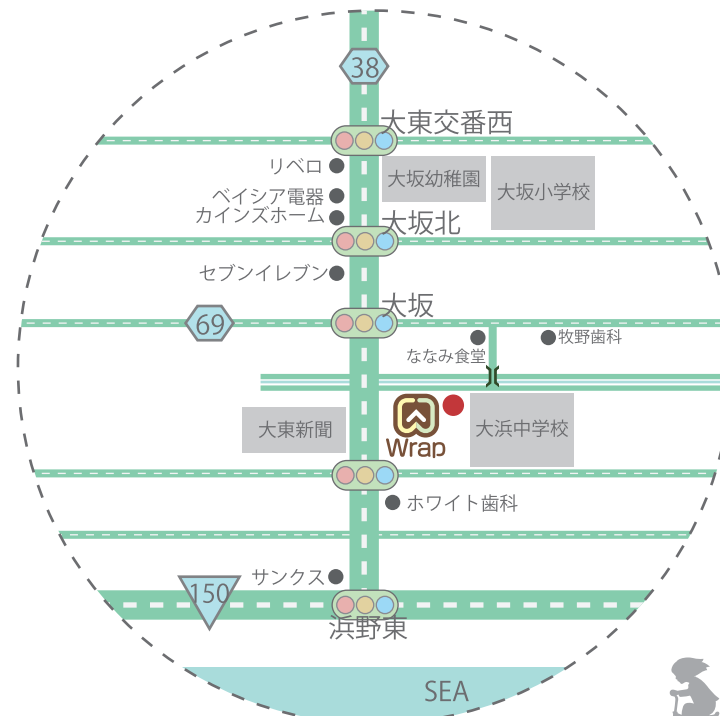 38
大東交番西
リベロ
大坂幼稚園
大坂小学校
ベイシア電器
カインズホーム
大坂北
セブンイレブン
大坂
69
牧野歯科
ななみ食堂
大東新聞
大浜中学校
Wrap
ホワイト歯科
サンクス
150
浜野東
SEA